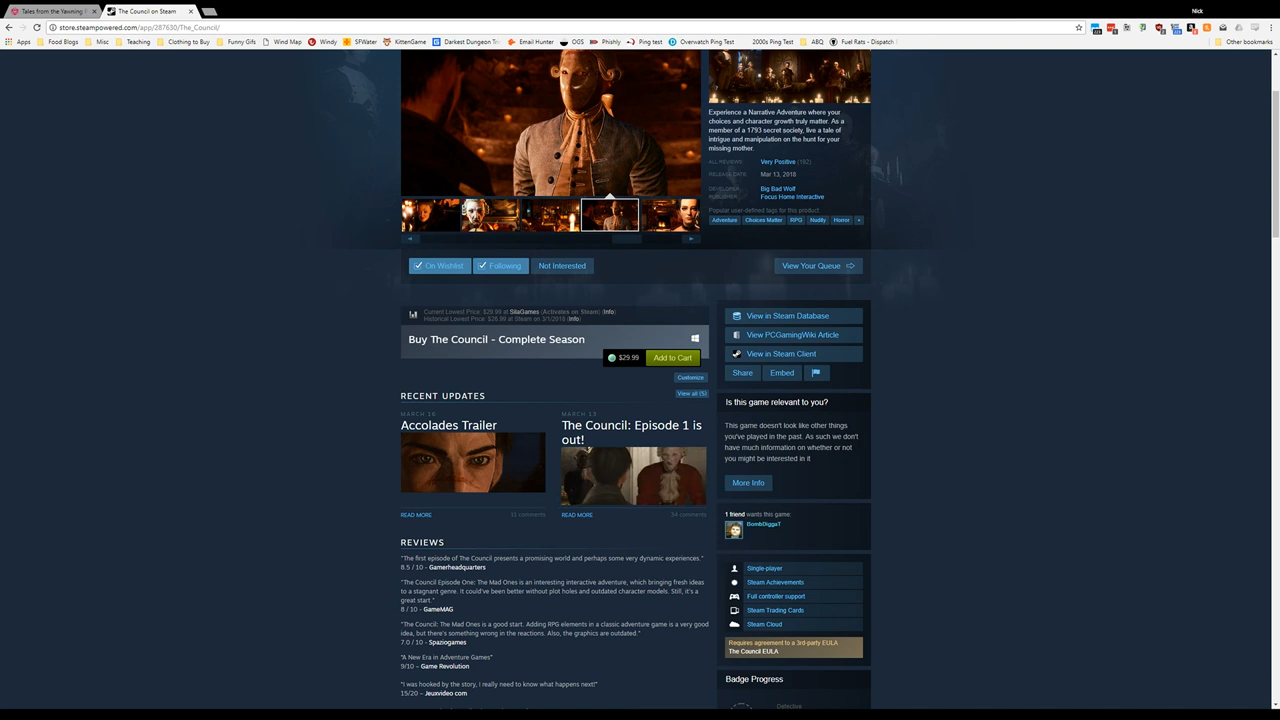 Nick
Tales from the Yawning P
The Council on Steam
store.steampowered.com/app/287630/The_Council/
Apps
Food Blogs
Misc
Teaching
Clothing to Buy
Funny Gifs
Wind Map
Windy
SFWater
KittenGame
Darkest Dungeon Tr
Email Hunter
OGS
Phishly
Ping test
Overwatch Ping Test
2000s Ping Test
ABQ
Fuel Rats - Dispatch
Other bookmarks
Experience a Narrative Adventure where your
choices and character growth truly matter. As a
member of a 1793 secret society, live a tale of
intrigue and manipulation on the hunt for your
missing mother.
ALL REVIEWS: Very Positive (192)
RELEASE DATE: Mar 13, 2018
DEVELOPER: Big Bad Wolf
PUBLISHER: Focus Home Interactive
Popular user-defined tags for this product:
Adventure Choices Matter RPG Nudity Horror +
On Wishlist
Following
Not Interested
View Your Queue
Current Lowest Price: $29.99 at SilaGames (Activates on Steam) (Info)
Historical Lowest Price: $26.99 at Steam on 3/1/2018 (Info)
Buy The Council - Complete Season
$29.99
Add to Cart
Customize
RECENT UPDATES
View all (5)
MARCH 16
Accolades Trailer
READ MORE
11 comments
MARCH 13
The Council: Episode 1 is
out!
READ MORE
34 comments
REVIEWS
"The first episode of The Council presents a promising world and perhaps some very dynamic experiences."
8.5 / 10 - Gamerheadquarters
"The Council Episode One: The Mad Ones is an interesting interactive adventure, which bringing fresh ideas
to a stagnant genre. It could've been better without plot holes and outdated character models. Still, it's a
great start."
8 / 10 - GameMAG
"The Council: The Mad Ones is a good start. Adding RPG elements in a classic adventure game is a very good
idea, but there's something wrong in the reactions. Also, the graphics are outdated."
7.0 / 10 - Spaziogames
"A New Era in Adventure Games"
9/10 - Game Revolution
"I was hooked by the story, I really need to know what happens next!"
15/20 - Jeuxvideo com
View in Steam Database
View PCGamingWiki Article
View in Steam Client
Share
Embed
Is this game relevant to you?
This game doesn't look like other things
you've played in the past. As such we don't
have much information on whether or not
you might be interested in it
More Info
1 friend wants this game:
BombDiggaT
Single-player
Steam Achievements
Full controller support
Steam Trading Cards
Steam Cloud
Requires agreement to a 3rd-party EULA
The Council EULA
Badge Progress
Defective